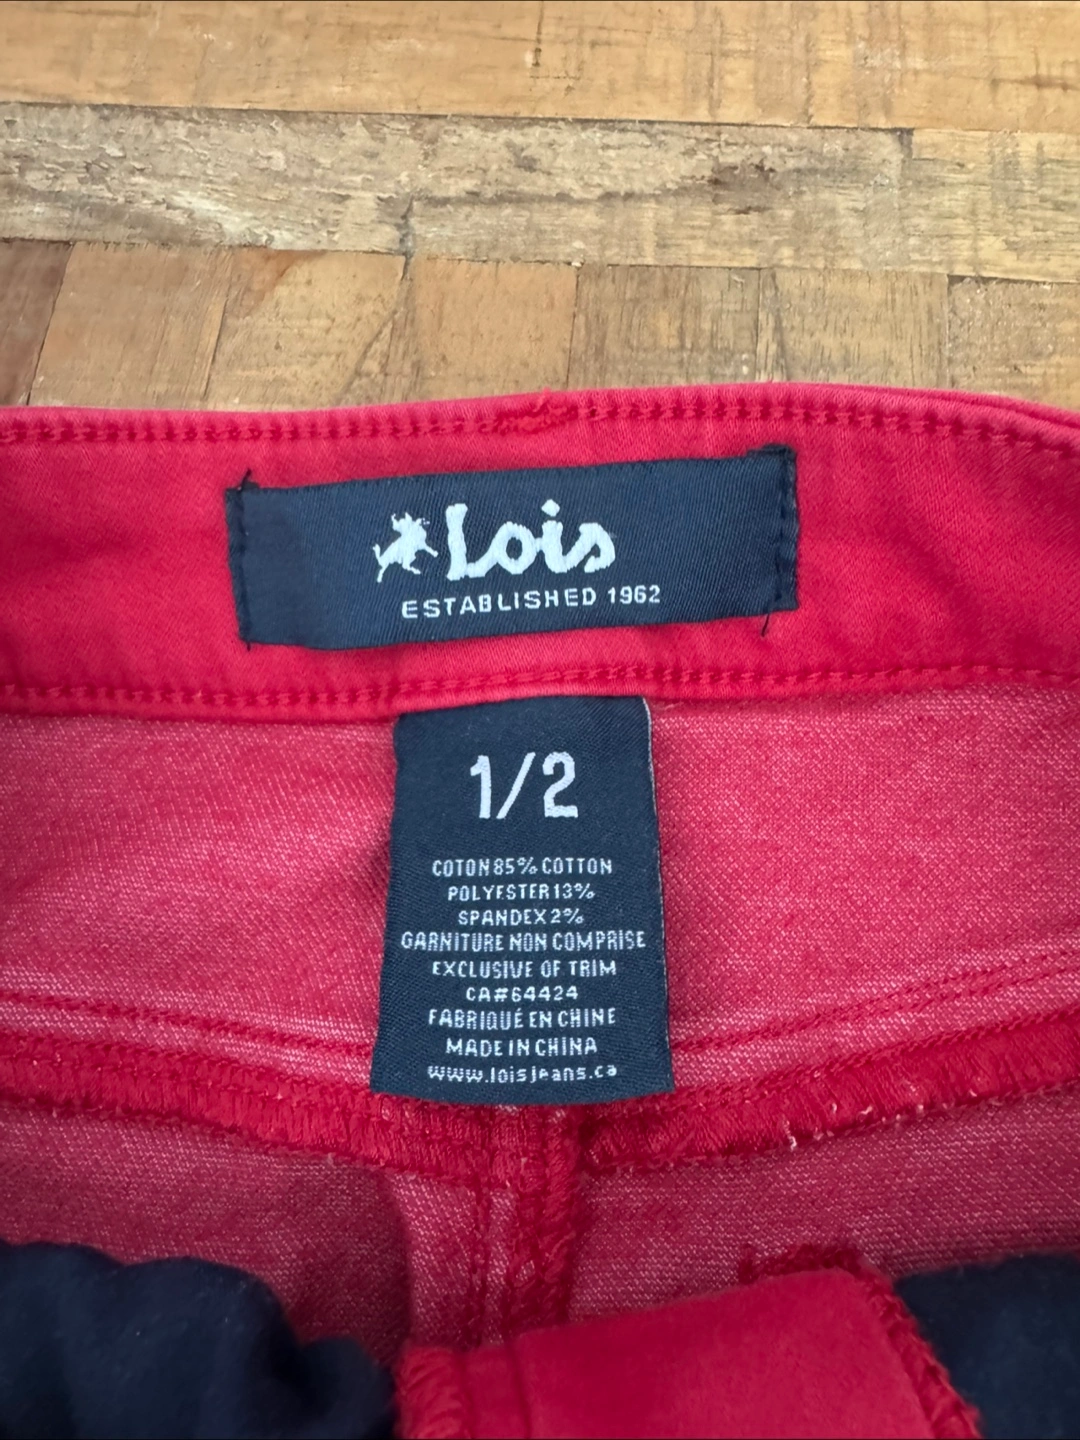 Lois
ESTABLISHED 1962
1/2
COTON 85% COTTON
POLYESTER 13%
SPANDEX 2%
GARNITURE NON COMPRISE
EXCLUSIVE OF TRIM
CA#64424
FABRIQUÉ EN CHINE
MADE IN CHINA
www.loisjeans.ca